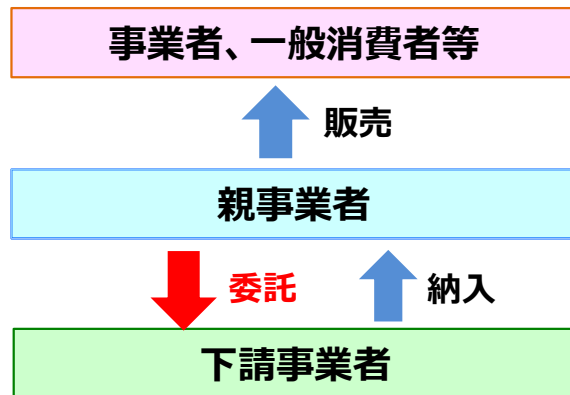 事業者、一般消費者等
販売
親事業者
委託
納入
下請事業者